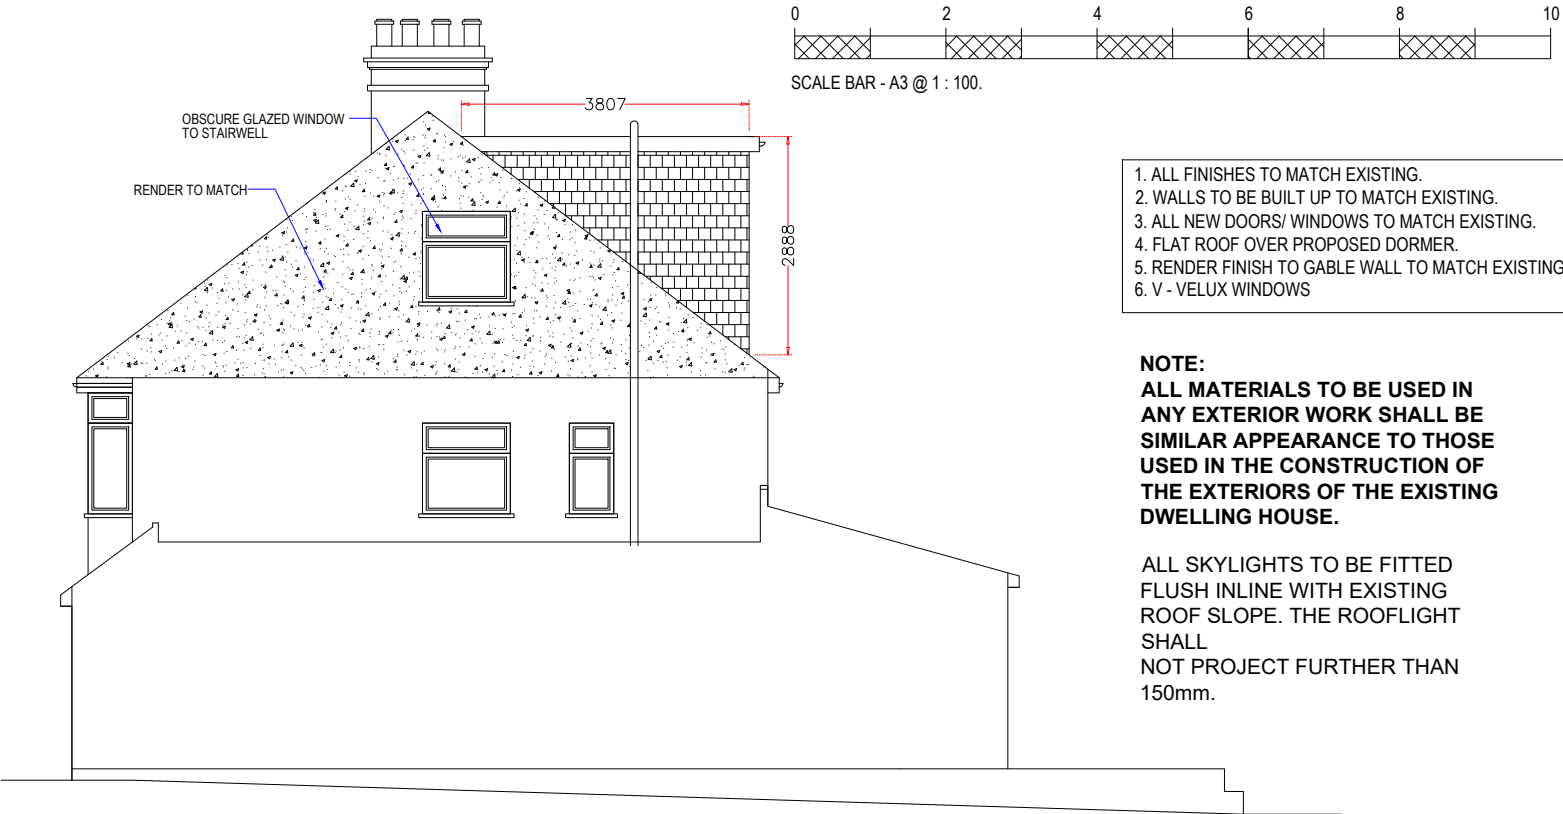 0 2 4 6 8 10
SCALE BAR - A3 @ 1 : 100.
3807
OBSCURE GLAZED WINDOW
TO STAIRWELL
RENDER TO MATCH
2888
1. ALL FINISHES TO MATCH EXISTING.
2. WALLS TO BE BUILT UP TO MATCH EXISTING.
3. ALL NEW DOORS/ WINDOWS TO MATCH EXISTING.
4. FLAT ROOF OVER PROPOSED DORMER.
5. RENDER FINISH TO GABLE WALL TO MATCH EXISTING
6. V - VELUX WINDOWS
NOTE:
ALL MATERIALS TO BE USED IN
ANY EXTERIOR WORK SHALL BE
SIMILAR APPEARANCE TO THOSE
USED IN THE CONSTRUCTION OF
THE EXTERIORS OF THE EXISTING
DWELLING HOUSE.
ALL SKYLIGHTS TO BE FITTED
FLUSH INLINE WITH EXISTING
ROOF SLOPE. THE ROOFLIGHT
SHALL
NOT PROJECT FURTHER THAN
150mm.